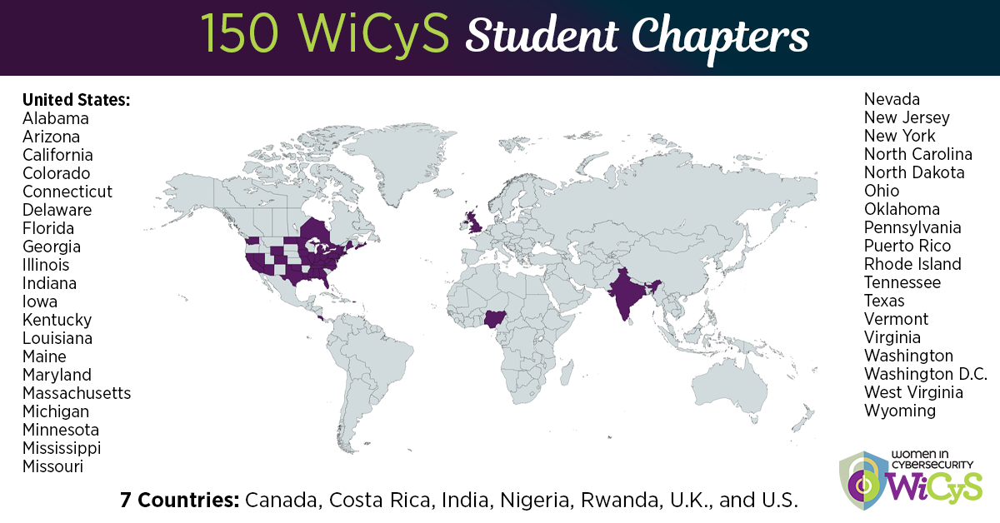 150 WiCyS Student Chapters
United States:
Alabama
Arizona
California
Colorado
Connecticut
Delaware
Florida
Georgia
Illinois
Indiana
Iowa
Kentucky
Louisiana
Maine
Maryland
Massachusetts
Michigan
Minnesota
Mississippi
Missouri
Nevada
New Jersey
New York
North Carolina
North Dakota
Ohio
Oklahoma
Pennsylvania
Puerto Rico
Rhode Island
Tennessee
Texas
Vermont
Virginia
Washington
Washington D.C.
West Virginia
Wyoming
7 Countries: Canada, Costa Rica, India, Nigeria, Rwanda, U.K., and U.S.
WOMEN IN
CYBERSECURITY
WiCyS